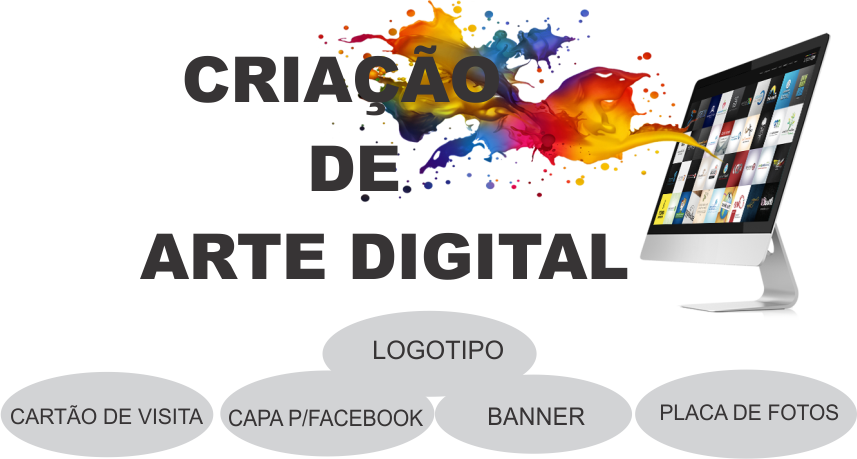 CRIAÇÃO
DE
ARTE DIGITAL
LOGOTIPO
CARTÃO DE VISITA
CAPA P/FACEBOOK
BANNER
PLACA DE FOTOS